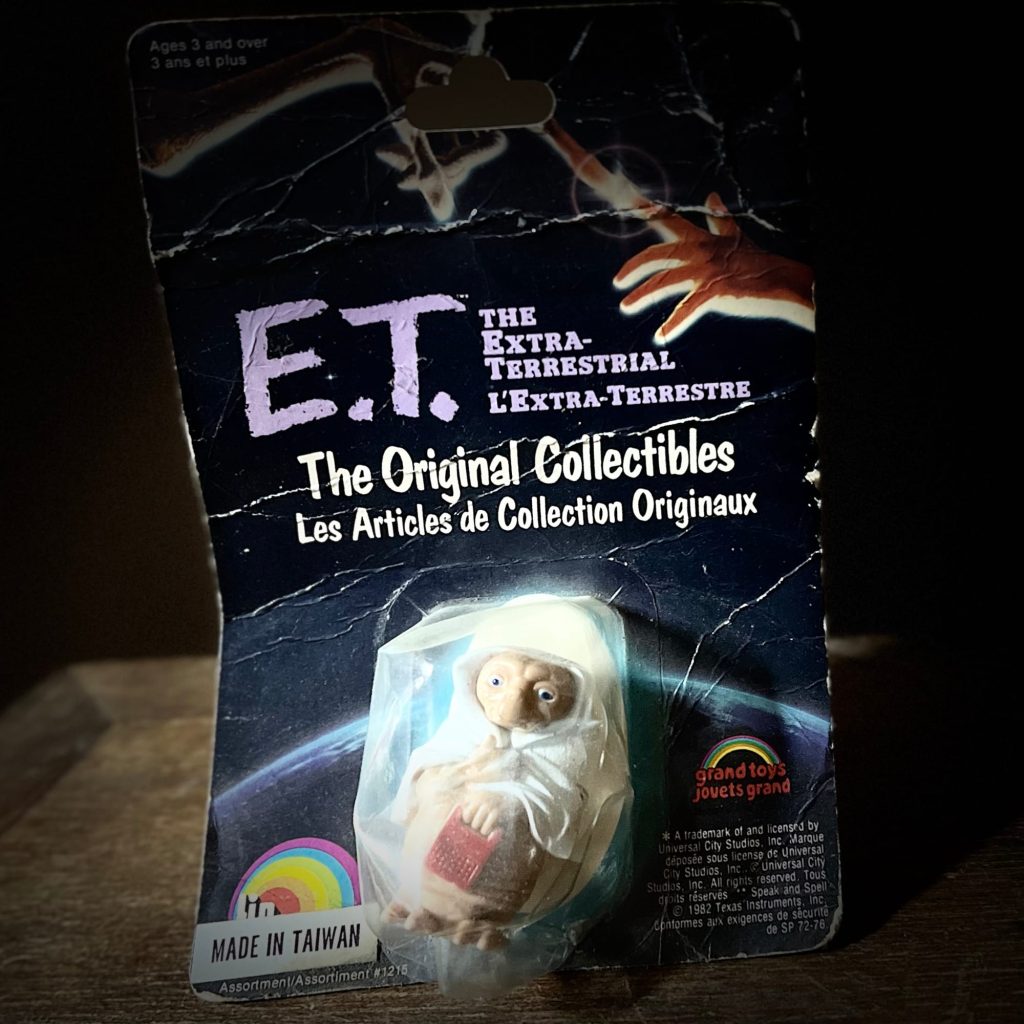 Ages 3 and over
3 ans et plus
E.T.™
THE
EXTRA-
TERRESTRIAL
L'EXTRA-TERRESTRE
The Original Collectibles
Les Articles de Collection Originaux
grand toys
jouets grand
* A trademark of and licensed by
Universal City Studios, Inc. Marque
déposée sous license de Universal
City Studios, Inc. © Universal City
Studios, Inc. All rights reserved. Tous
droits réservés ** Speak and Spell
© 1982 Texas Instruments, Inc.
Conformes aux exigences de sécurité
de SP 72-76
MADE IN TAIWAN
Assortment/Assortiment #1215